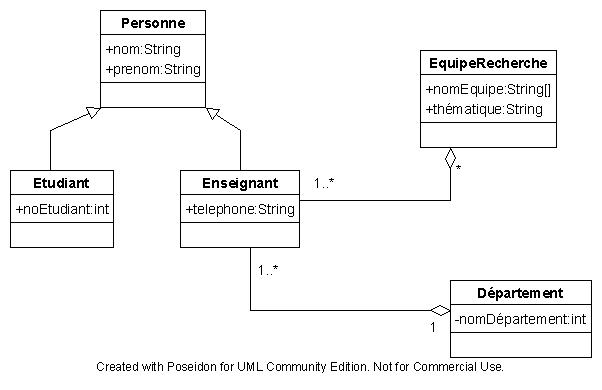 Personne
+nom:String
+prenom:String
EquipeRecherche
+nomEquipe:String[]
+thématique:String
Etudiant
+noEtudiant:int
Enseignant
+telephone:String
1..*
*
1..*
Département
-nomDépartement:int
1
Created with Poseidon for UML Community Edition. Not for Commercial Use.